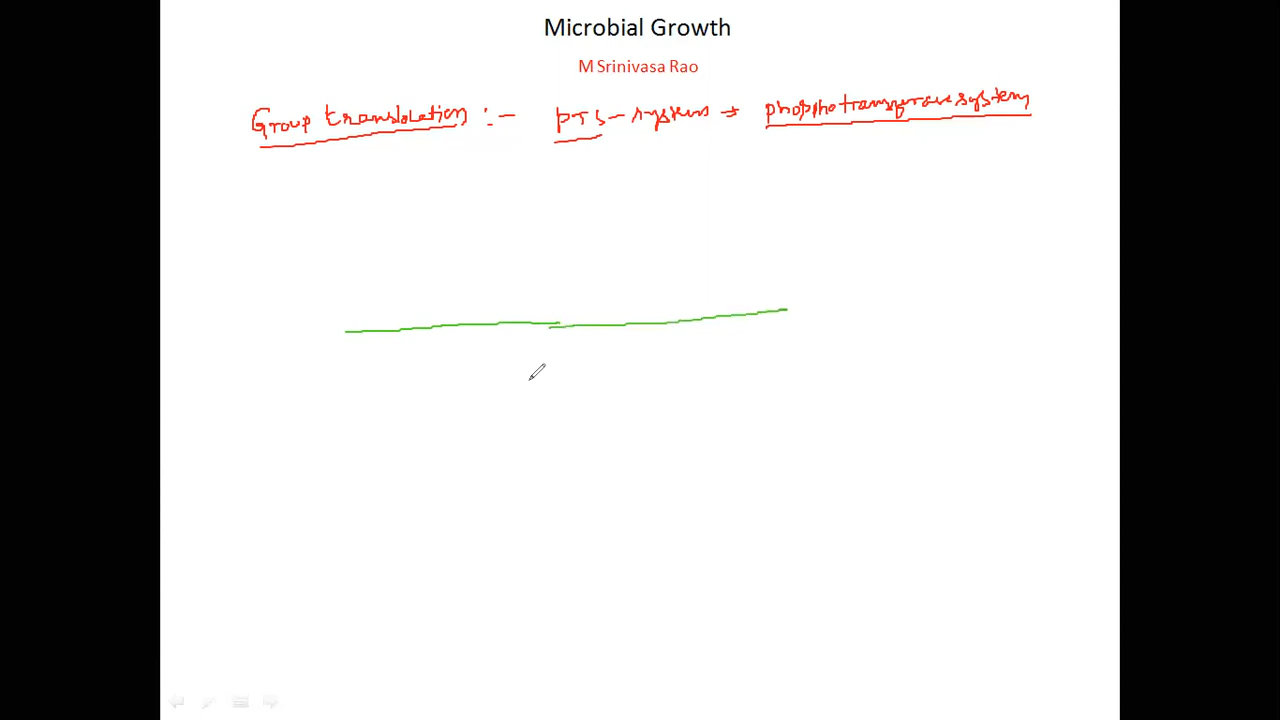 Microbial Growth
M Srinivasa Rao
Group translocation :- PTS-system ⇒ phosphotransferase system